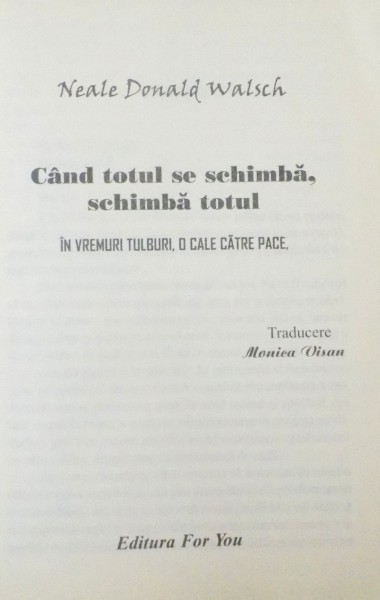 Neale Donald Walsch
Când totul se schimbă,
schimbă totul
ÎN VREMURI TULBURI, O CALE CĂTRE PACE,
Traducere
Monica Vișan
Editura For You